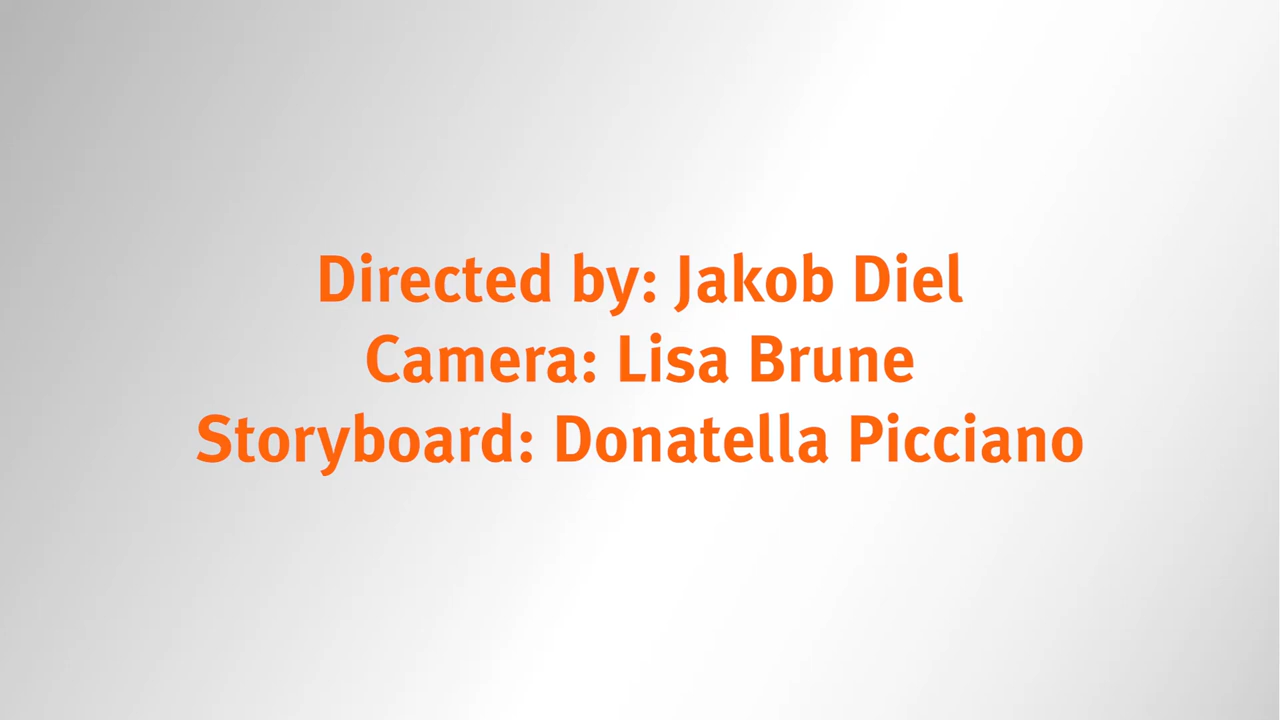 Directed by: Jakob Diel
Camera: Lisa Brune
Storyboard: Donatella Picciano